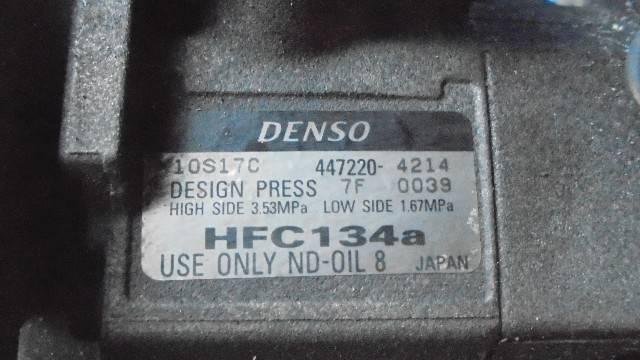 DENSO
10S17C 447220- 4214
DESIGN PRESS 7F 0039
HIGH SIDE 3.53MPa LOW SIDE 1.67MPa
HFC134a
USE ONLY ND-OIL 8 JAPAN